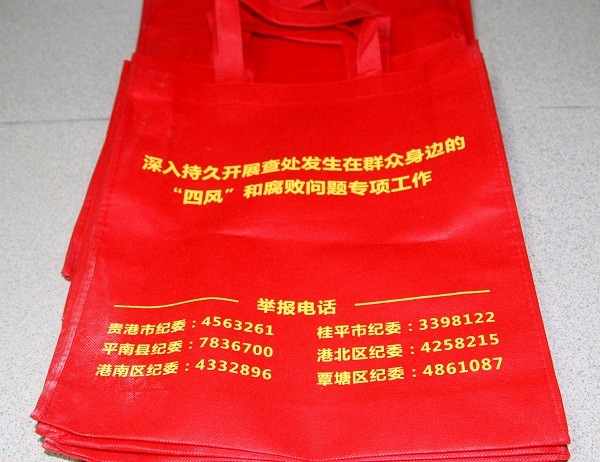 深入持久开展查处发生在群众身边的
“四风”和腐败问题专项工作
举报电话
贵港市纪委：4563261
桂平市纪委：3398122
平南县纪委：7836700
港北区纪委：4258215
港南区纪委：4332896
覃塘区纪委：4861087